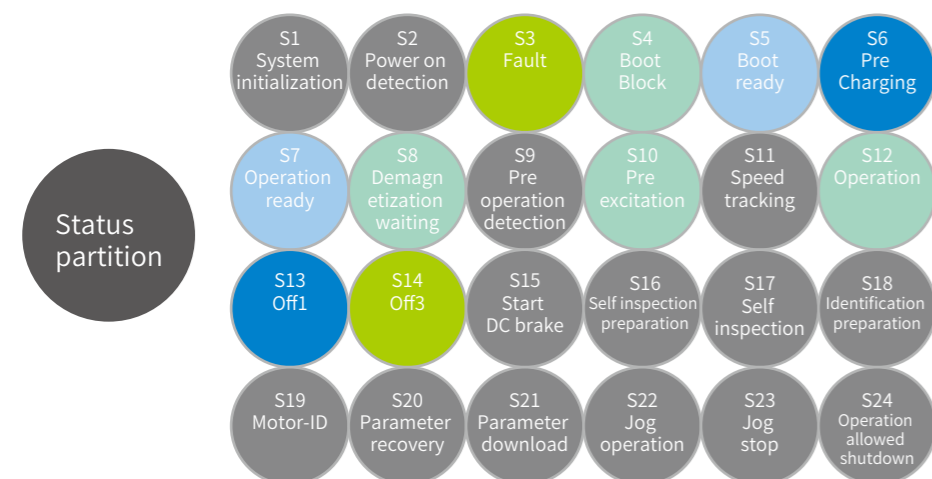 Status
partition
S1
System
initialization
S2
Power on
detection
S3
Fault
S4
Boot
Block
S5
Boot
ready
S6
Pre
Charging
S7
Operation
ready
S8
Demagn
etization
waiting
S9
Pre
operation
detection
S10
Pre
excitation
S11
Speed
tracking
S12
Operation
S13
Off1
S14
Off3
S15
Start
DC brake
S16
Self inspection
preparation
S17
Self
inspection
S18
Identification
preparation
S19
Motor-ID
S20
Parameter
recovery
S21
Parameter
download
S22
Jog
operation
S23
Jog
stop
S24
Operation
allowed
shutdown